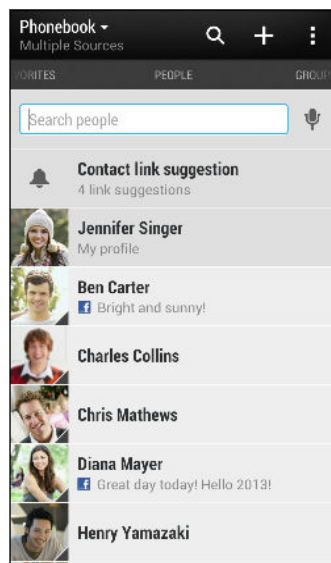 Phonebook
Multiple Sources
ORITES PEOPLE GROUP
Search people
Contact link suggestion
4 link suggestions
Jennifer Singer
My profile
Ben Carter
Bright and sunny!
Charles Collins
Chris Mathews
Diana Mayer
Great day today! Hello 2013!
Henry Yamazaki